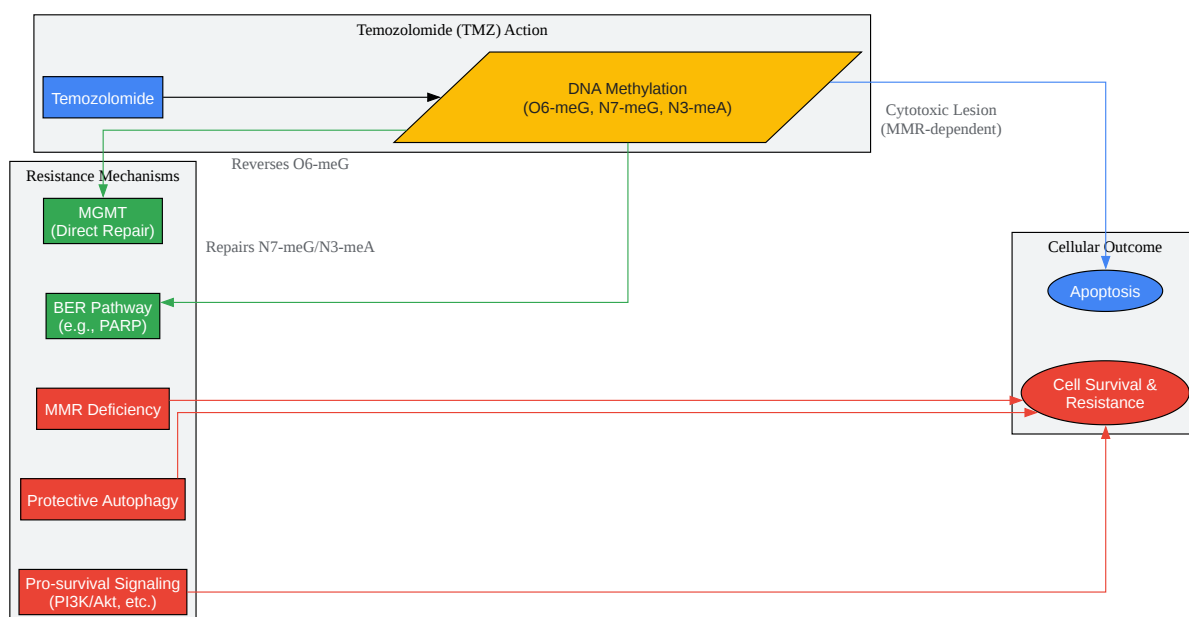 Temozolomide (TMZ) Action
Temozolomide
DNA Methylation
(O6-meG, N7-meG, N3-meA)
Cytotoxic Lesion
(MMR-dependent)
Reverses O6-meG
Resistance Mechanisms
MGMT
(Direct Repair)
Repairs N7-meG/N3-meA
Cellular Outcome
Apoptosis
BER Pathway
(e.g., PARP)
Cell Survival &
Resistance
MMR Deficiency
Protective Autophagy
Pro-survival Signaling
(PI3K/Akt, etc.)